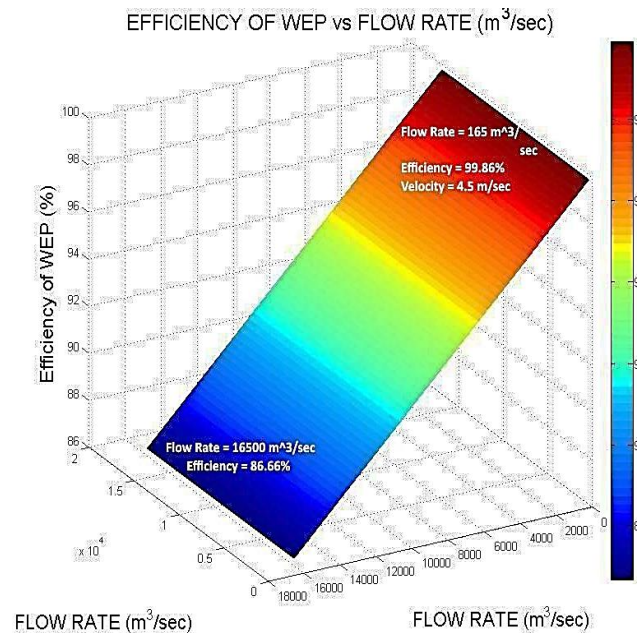 EFFICIENCY OF WEP vs FLOW RATE (m³/sec)
100
98
96
94
92
90
88
86
Efficiency of WEP (%)
Flow Rate = 165 m^3/
sec
Efficiency = 99.86%
Velocity = 4.5 m/sec
Flow Rate = 16500 m^3/sec
Efficiency = 86.66%
2
1.5
1
0.5
0
x 10⁴
18000
16000
14000
12000
10000
8000
6000
4000
2000
0
FLOW RATE (m³/sec)
FLOW RATE (m³/sec)